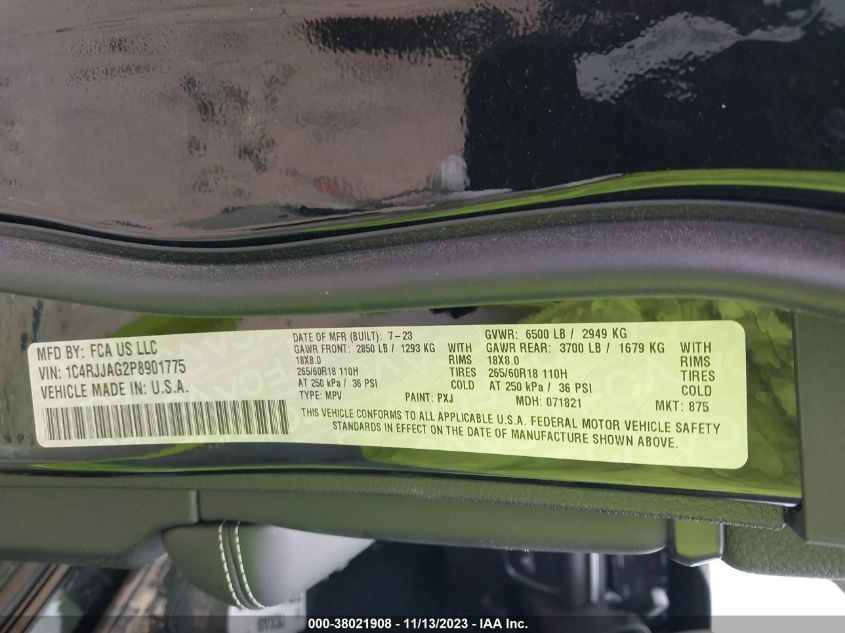 MFD BY: FCA US LLC
VIN: 1C4RJJAG2P8901775
VEHICLE MADE IN: U.S.A.
DATE OF MFR (BUILT): 7-23
GAWR FRONT: 2850 LB / 1293 KG WITH
18X8.0 RIMS
265/60R18 110H TIRES
AT 250 kPa / 36 PSI COLD
TYPE: MPV PAINT: PXJ
GVWR: 6500 LB / 2949 KG
GAWR REAR: 3700 LB / 1679 KG WITH
18X8.0 RIMS
265/60R18 110H TIRES
AT 250 kPa / 36 PSI COLD
MDH: 071821 MKT: 875
THIS VEHICLE CONFORMS TO ALL APPLICABLE U.S.A. FEDERAL MOTOR VEHICLE SAFETY
STANDARDS IN EFFECT ON THE DATE OF MANUFACTURE SHOWN ABOVE.
000-38021908 - 11/13/2023 - IAA Inc.